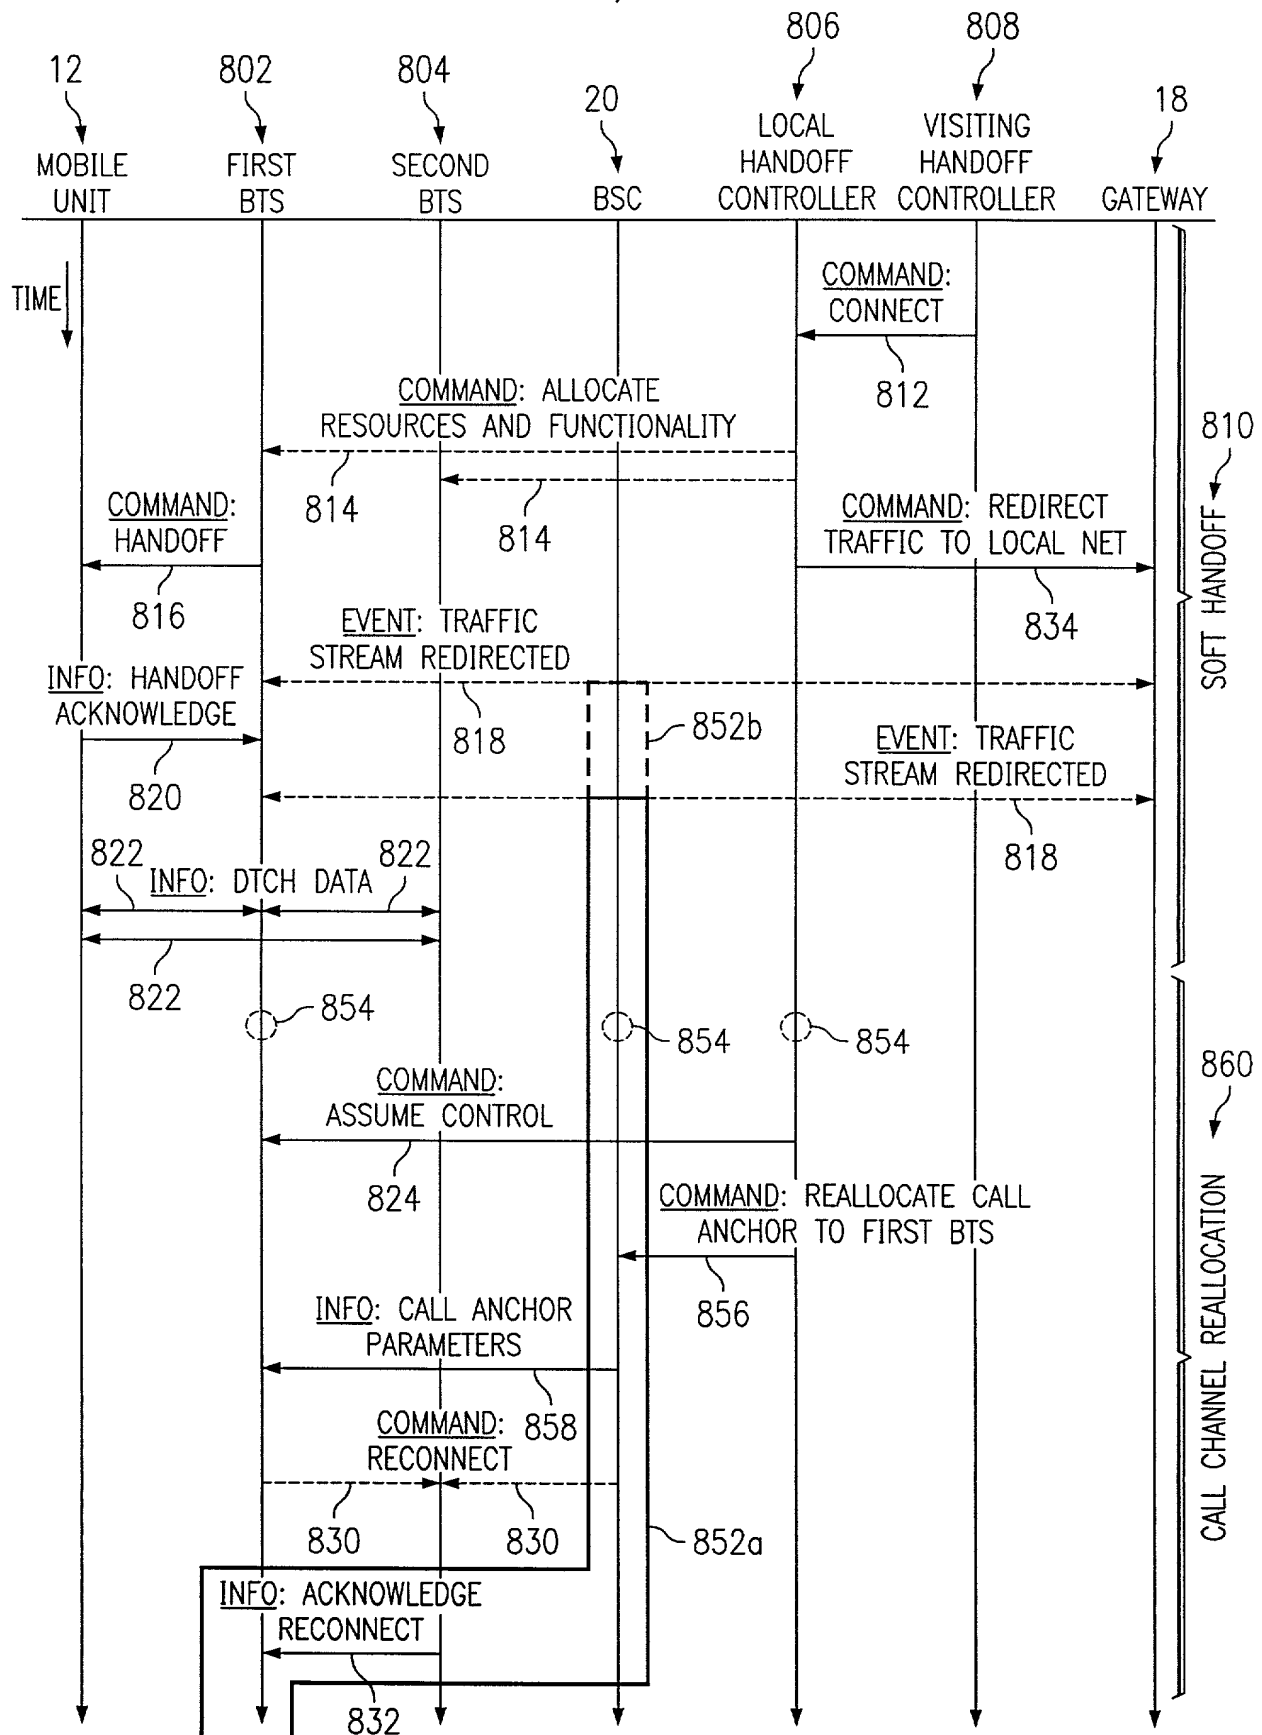 806
808
12
802
804
20
18
MOBILE
UNIT
FIRST
BTS
SECOND
BTS
BSC
LOCAL
HANDOFF
CONTROLLER
VISITING
HANDOFF
CONTROLLER
GATEWAY
TIME
COMMAND:
CONNECT
812
COMMAND: ALLOCATE
RESOURCES AND FUNCTIONALITY
814
814
810
SOFT HANDOFF
COMMAND:
HANDOFF
816
COMMAND: REDIRECT
TRAFFIC TO LOCAL NET
834
EVENT: TRAFFIC
STREAM REDIRECTED
818
INFO: HANDOFF
ACKNOWLEDGE
820
852b
EVENT: TRAFFIC
STREAM REDIRECTED
818
822
822
INFO: DTCH DATA
822
854
854
854
860
CALL CHANNEL REALLOCATION
COMMAND:
ASSUME CONTROL
824
COMMAND: REALLOCATE CALL
ANCHOR TO FIRST BTS
856
INFO: CALL ANCHOR
PARAMETERS
858
COMMAND:
RECONNECT
830
830
852a
INFO: ACKNOWLEDGE
RECONNECT
832